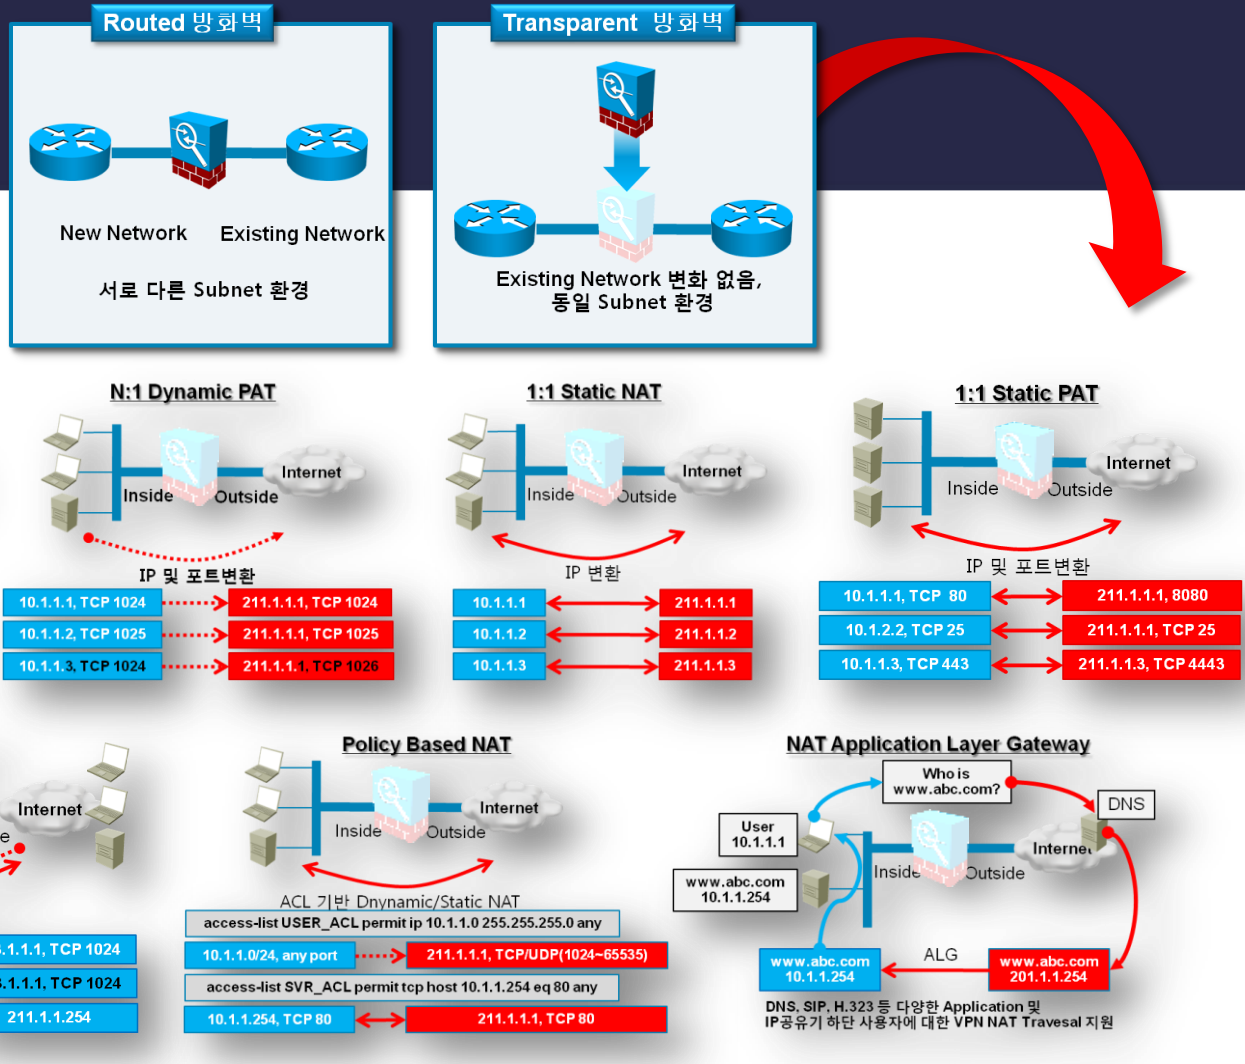 Routed 방화벽
New Network
Existing Network
서로 다른 Subnet 환경
Transparent 방화벽
Existing Network 변화 없음,
동일 Subnet 환경
N:1 Dynamic PAT
Internet
Inside
Outside
IP 및 포트변환
10.1.1.1, TCP 1024
211.1.1.1, TCP 1024
10.1.1.2, TCP 1025
211.1.1.1, TCP 1025
10.1.1.3, TCP 1024
211.1.1.1, TCP 1026
1:1 Static NAT
Internet
Inside
Outside
IP 변환
10.1.1.1
211.1.1.1
10.1.1.2
211.1.1.2
10.1.1.3
211.1.1.3
1:1 Static PAT
Internet
Inside
Outside
IP 및 포트변환
10.1.1.1, TCP 80
211.1.1.1, 8080
10.1.2.2, TCP 25
211.1.1.1, TCP 25
10.1.1.3, TCP 443
211.1.1.3, TCP 4443
Internet
e
.1.1.1, TCP 1024
.1.1.1, TCP 1024
211.1.1.254
Policy Based NAT
Internet
Inside
Outside
ACL 기반 Dnynamic/Static NAT
access-list USER_ACL permit ip 10.1.1.0 255.255.255.0 any
10.1.1.0/24, any port
211.1.1.1, TCP/UDP(1024~65535)
access-list SVR_ACL permit tcp host 10.1.1.254 eq 80 any
10.1.1.254, TCP 80
211.1.1.1, TCP 80
NAT Application Layer Gateway
Who is
www.abc.com?
DNS
User
10.1.1.1
Internet
Inside
Outside
www.abc.com
10.1.1.254
www.abc.com
10.1.1.254
ALG
www.abc.com
201.1.1.254
DNS, SIP, H.323 등 다양한 Application 및
IP공유기 하단 사용자에 대한 VPN NAT Travesal 지원